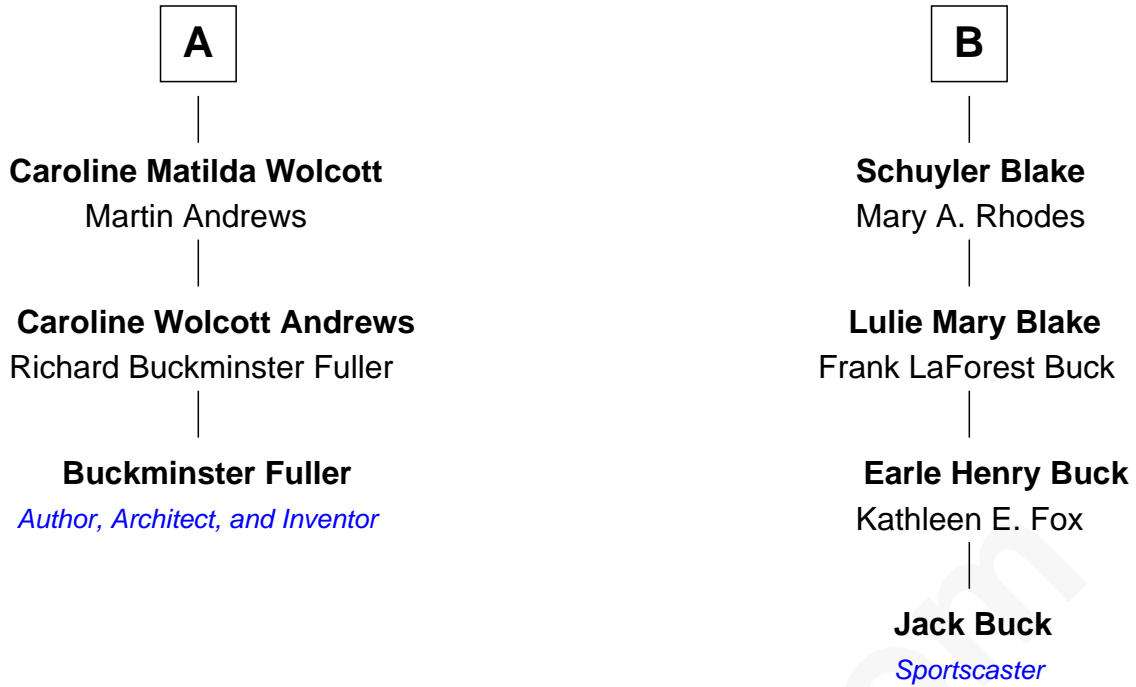 A
Caroline Matilda Wolcott
Martin Andrews
Caroline Wolcott Andrews
Richard Buckminster Fuller
Buckminster Fuller
Author, Architect, and Inventor
B
Schuyler Blake
Mary A. Rhodes
Lulie Mary Blake
Frank LaForest Buck
Earle Henry Buck
Kathleen E. Fox
Jack Buck
Sportscaster